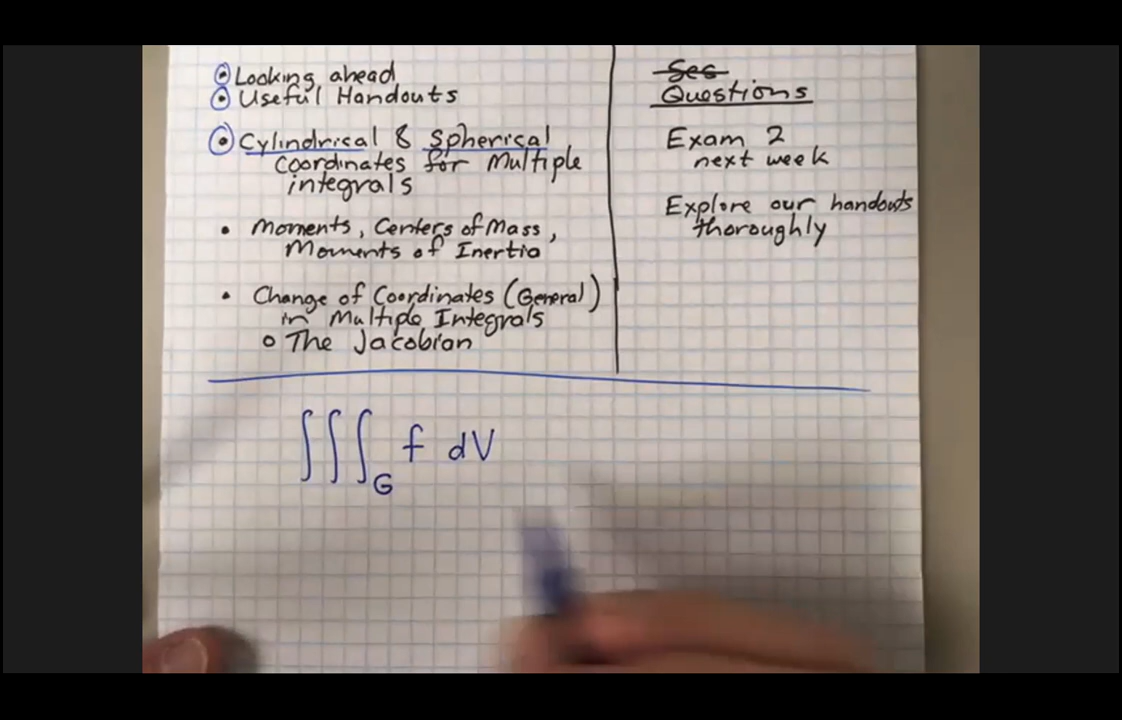 Looking ahead
Useful Handouts
Cylindrical & Spherical
Coordinates for Multiple
integrals
• Moments, Centers of Mass,
Moments of Inertia
• Change of Coordinates (General)
in Multiple Integrals
o The Jacobian
Ses
Questions
Exam 2
next week
Explore our handouts
thoroughly
∫∫∫_G f dV